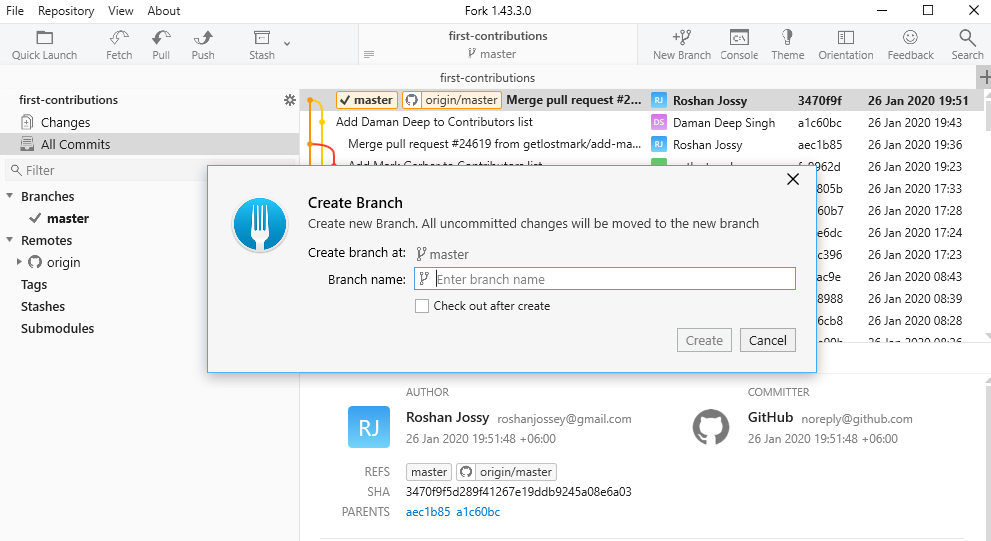 File Repository View About Fork 1.43.3.0
Quick Launch Fetch Pull Push Stash first-contributions master New Branch Console Theme Orientation Feedback Search
first-contributions
first-contributions
Changes
All Commits
Filter
Branches
master
Remotes
origin
Tags
Stashes
Submodules
master origin/master Merge pull request #2... RJ Roshan Jossy 3470f9f 26 Jan 2020 19:51
Add Daman Deep to Contributors list DS Daman Deep Singh a1c60bc 26 Jan 2020 19:43
Merge pull request #24619 from getlostmark/add-ma... RJ Roshan Jossy aec1b85 26 Jan 2020 19:36
26 Jan 2020 19:23
805b 26 Jan 2020 17:33
60b7 26 Jan 2020 17:28
e6dc 26 Jan 2020 17:24
c396 26 Jan 2020 17:23
ac9e 26 Jan 2020 08:43
8988 26 Jan 2020 08:39
6cb8 26 Jan 2020 08:28
Create Branch
Create new Branch. All uncommitted changes will be moved to the new branch
Create branch at: master
Branch name: Enter branch name
Check out after create
Create Cancel
AUTHOR
RJ Roshan Jossy roshanjossey@gmail.com
26 Jan 2020 19:51:48 +06:00
COMMITTER
GitHub noreply@github.com
26 Jan 2020 19:51:48 +06:00
REFS master origin/master
SHA 3470f9f5d289f41267e19ddb9245a08e6a03
PARENTS aec1b85 a1c60bc